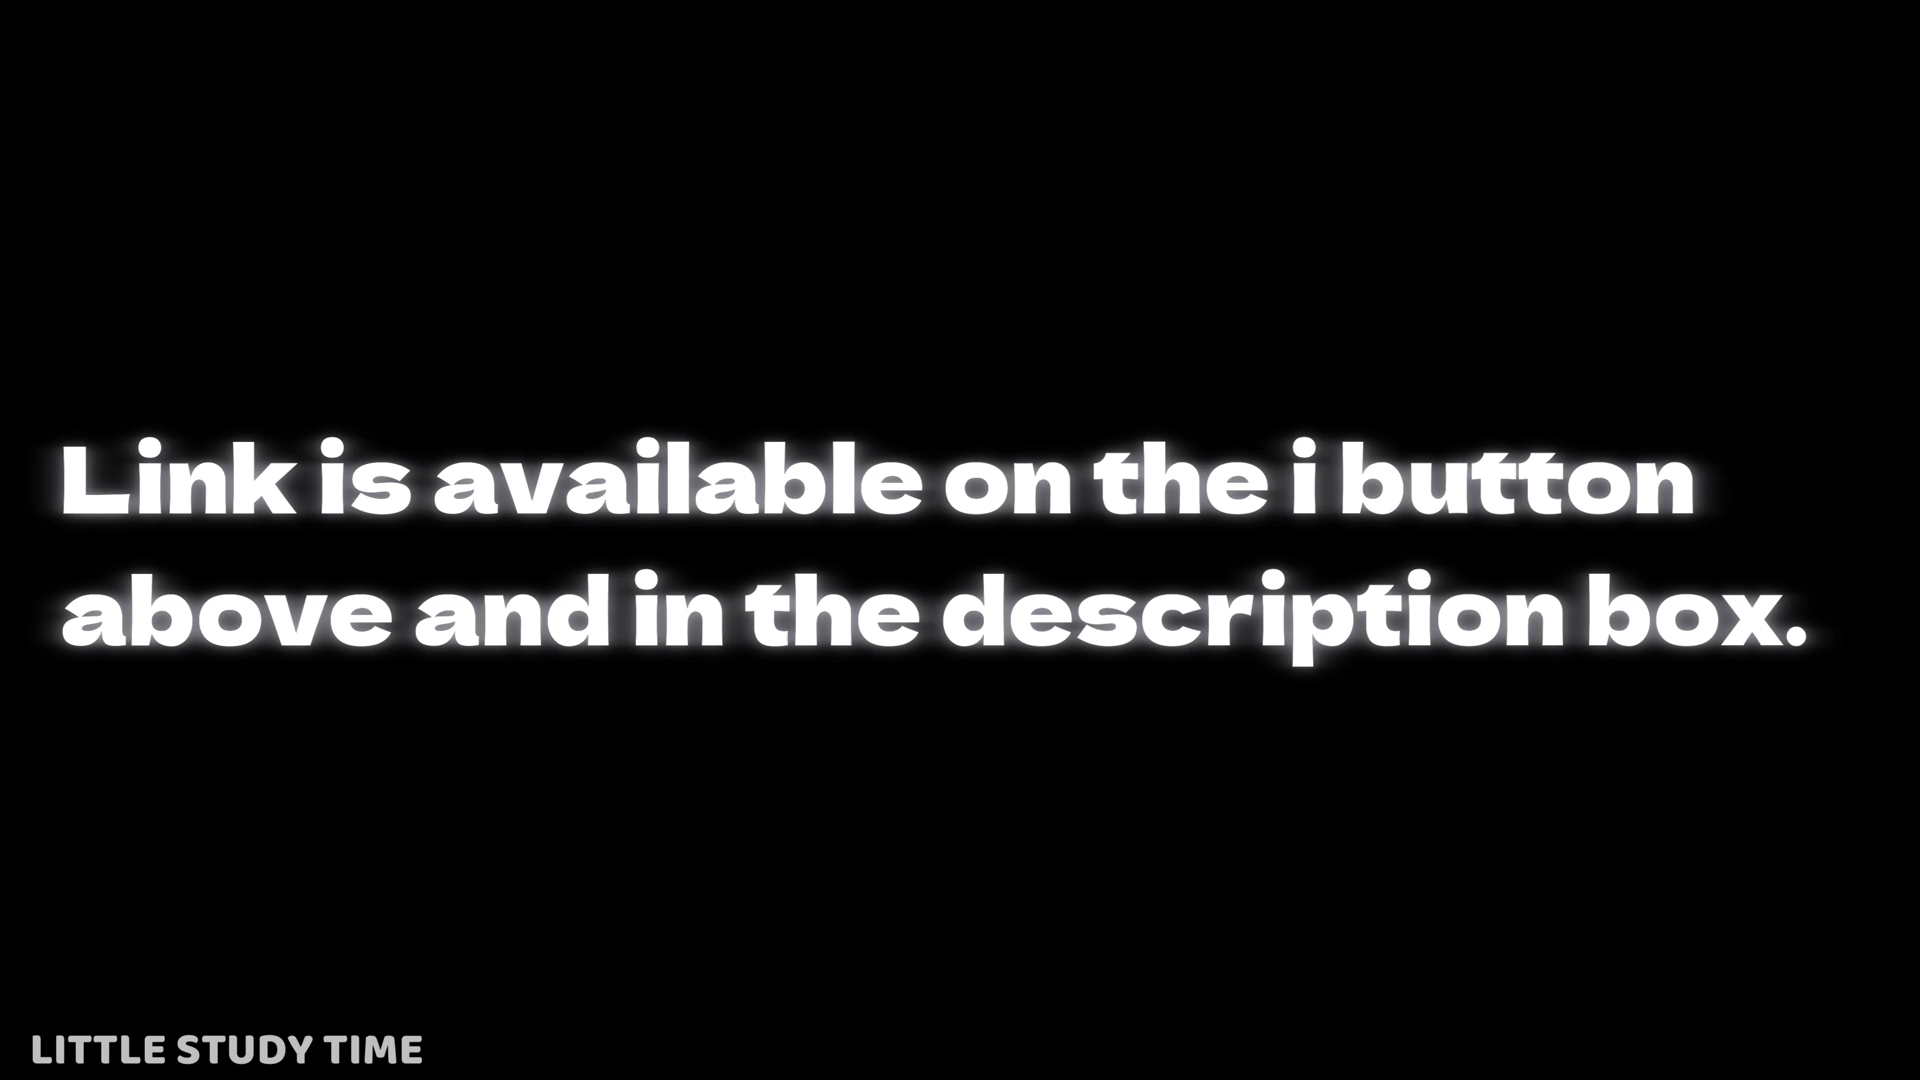 Link is available on the i button
above and in the description box.
LITTLE STUDY TIME